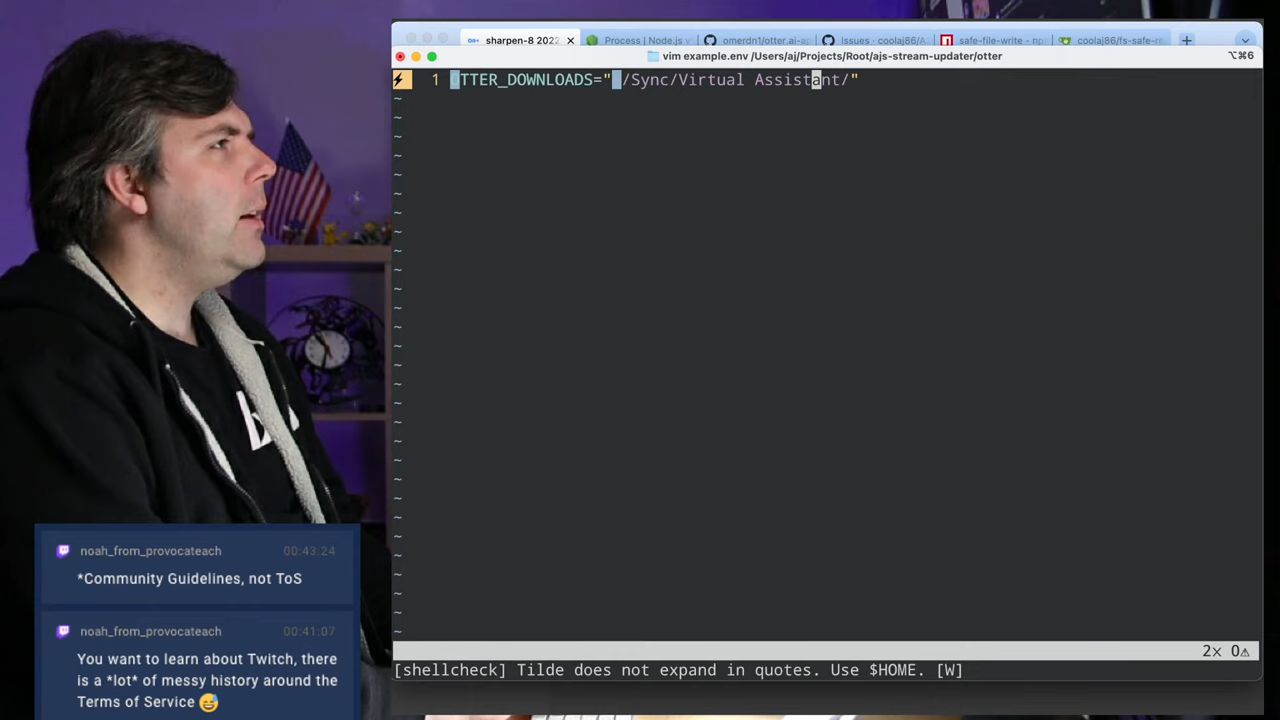 sharpen-8 2022
Process | Node.js v
omerdn1/otter.ai-ap
Issues · coolaj86/A
safe-file-write - np
coolaj86/fs-safe-re
vim example.env /Users/aj/Projects/Root/ajs-stream-updater/otter
⌥⌘6
1 OTTER_DOWNLOADS="~/Sync/Virtual Assistant/"
2× 0⚠
[shellcheck] Tilde does not expand in quotes. Use $HOME. [W]
noah_from_provocateach 00:43:24
*Community Guidelines, not ToS
noah_from_provocateach 00:41:07
You want to learn about Twitch, there
is a *lot* of messy history around the
Terms of Service 😅